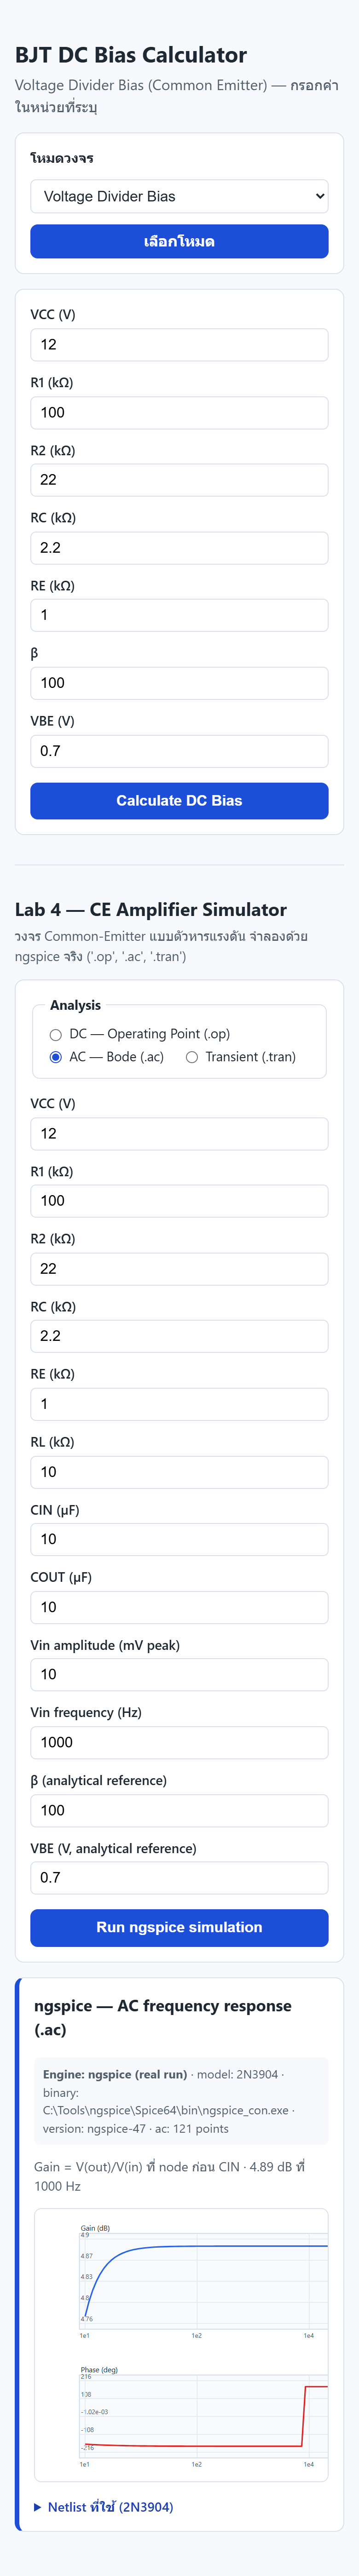 BJT DC Bias Calculator
Voltage Divider Bias (Common Emitter) — กรอกค่า
ในหน่วยที่ระบุ
โหมดวงจร
Voltage Divider Bias
เลือกโหมด
VCC (V)
12
R1 (kΩ)
100
R2 (kΩ)
22
RC (kΩ)
2.2
RE (kΩ)
1
β
100
VBE (V)
0.7
Calculate DC Bias
Lab 4 — CE Amplifier Simulator
วงจร Common-Emitter แบบตัวหารแรงดัน จำลองด้วย
ngspice จริง ('.op', '.ac', '.tran')
Analysis
DC — Operating Point (.op)
AC — Bode (.ac) Transient (.tran)
VCC (V)
12
R1 (kΩ)
100
R2 (kΩ)
22
RC (kΩ)
2.2
RE (kΩ)
1
RL (kΩ)
10
CIN (μF)
10
COUT (μF)
10
Vin amplitude (mV peak)
10
Vin frequency (Hz)
1000
β (analytical reference)
100
VBE (V, analytical reference)
0.7
Run ngspice simulation
ngspice — AC frequency response
(.ac)
Engine: ngspice (real run) · model: 2N3904 ·
binary:
C:\Tools\ngspice\Spice64\bin\ngspice_con.exe ·
version: ngspice-47 · ac: 121 points
Gain = V(out)/V(in) ที่ node ก่อน CIN · 4.89 dB ที่
1000 Hz
Gain (dB)
4.9
4.87
4.83
4.8
4.76
1e1 1e2 1e4
Phase (deg)
216
108
-1.02e-03
-108
-216
1e1 1e2 1e4
Netlist ที่ใช้ (2N3904)